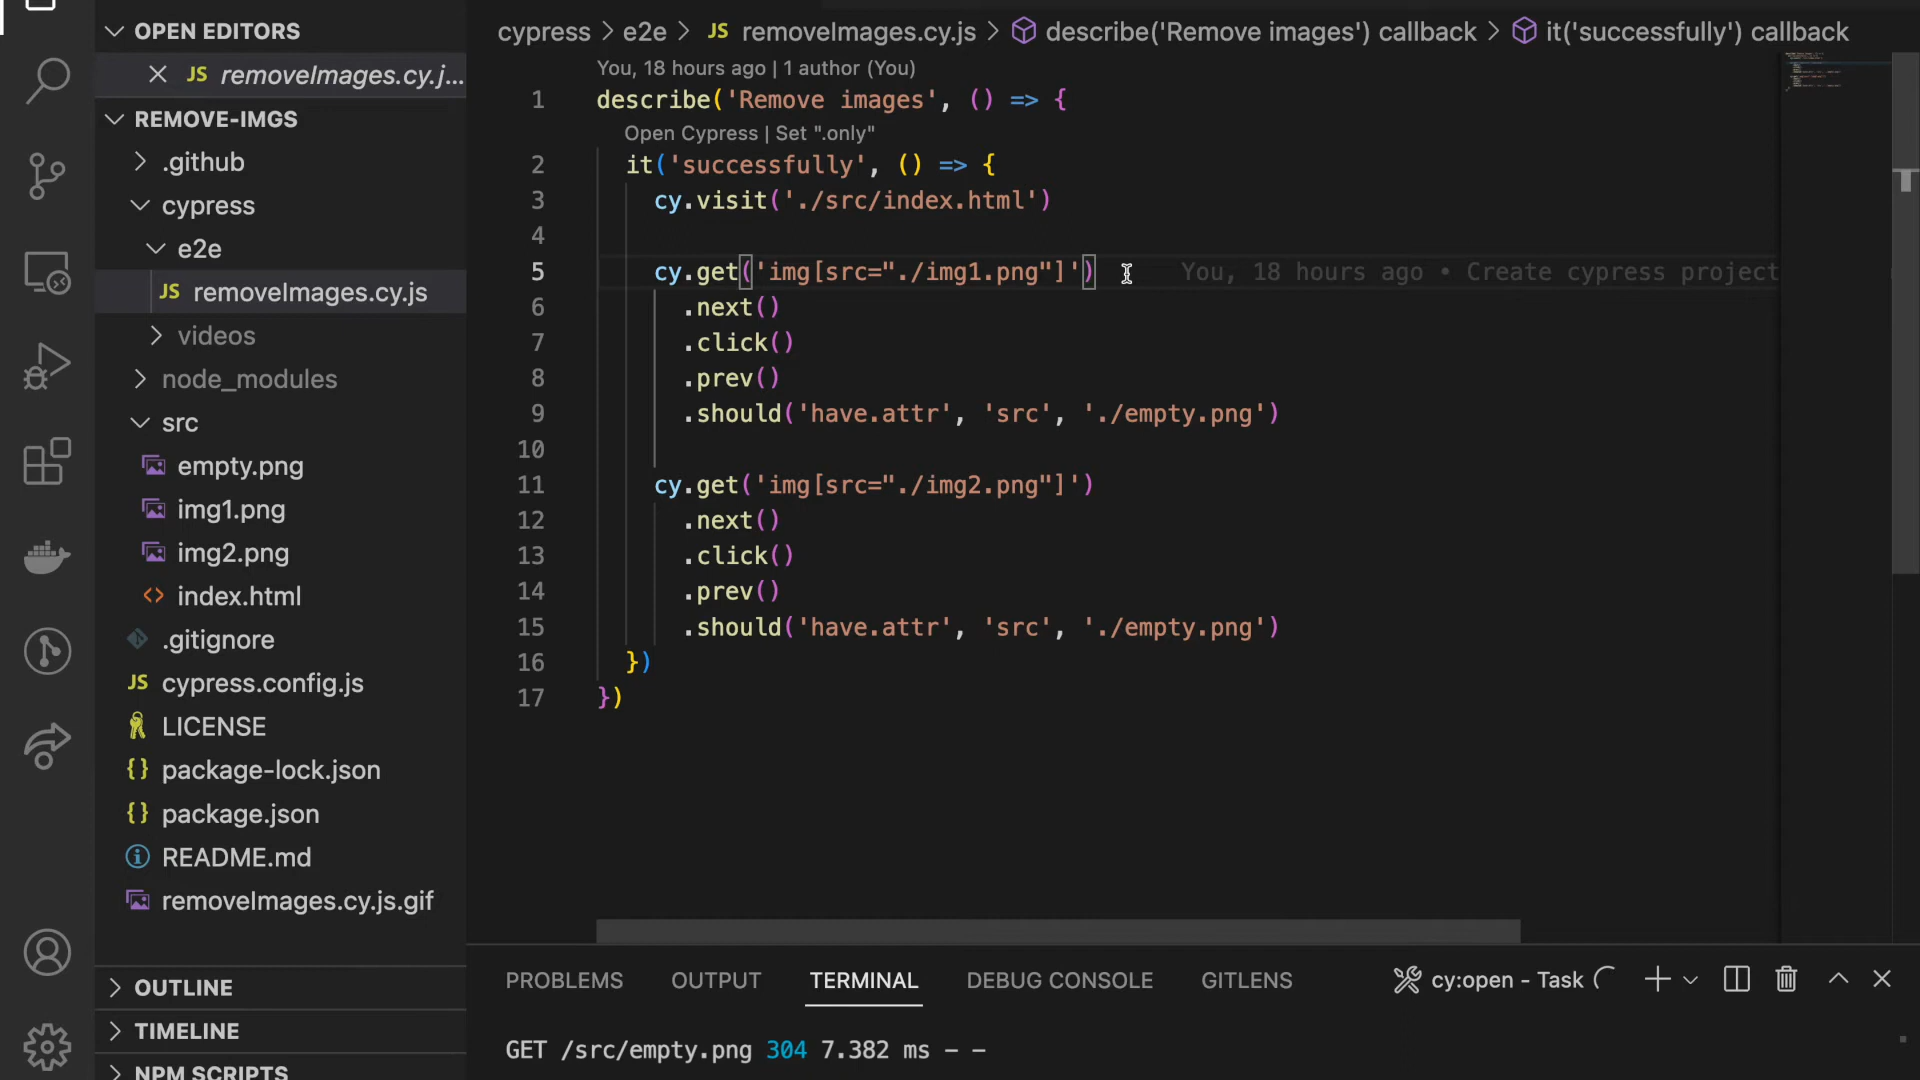 OPEN EDITORS
JS removeImages.cy.j...
REMOVE-IMGS
.github
cypress
e2e
JS removeImages.cy.js
videos
node_modules
src
empty.png
img1.png
img2.png
index.html
.gitignore
JS cypress.config.js
LICENSE
{} package-lock.json
{} package.json
README.md
removeImages.cy.js.gif
OUTLINE
TIMELINE
NPM SCRIPTS
cypress > e2e > JS removeImages.cy.js > describe('Remove images') callback > it('successfully') callback
You, 18 hours ago | 1 author (You)
1 describe('Remove images', () => {
Open Cypress | Set ".only"
2 it('successfully', () => {
3 cy.visit('./src/index.html')
4
5 cy.get('img[src="./img1.png"]') You, 18 hours ago • Create cypress project
6 .next()
7 .click()
8 .prev()
9 .should('have.attr', 'src', './empty.png')
10
11 cy.get('img[src="./img2.png"]')
12 .next()
13 .click()
14 .prev()
15 .should('have.attr', 'src', './empty.png')
16 })
17 })
PROBLEMS OUTPUT TERMINAL DEBUG CONSOLE GITLENS cy:open - Task
GET /src/empty.png 304 7.382 ms - -